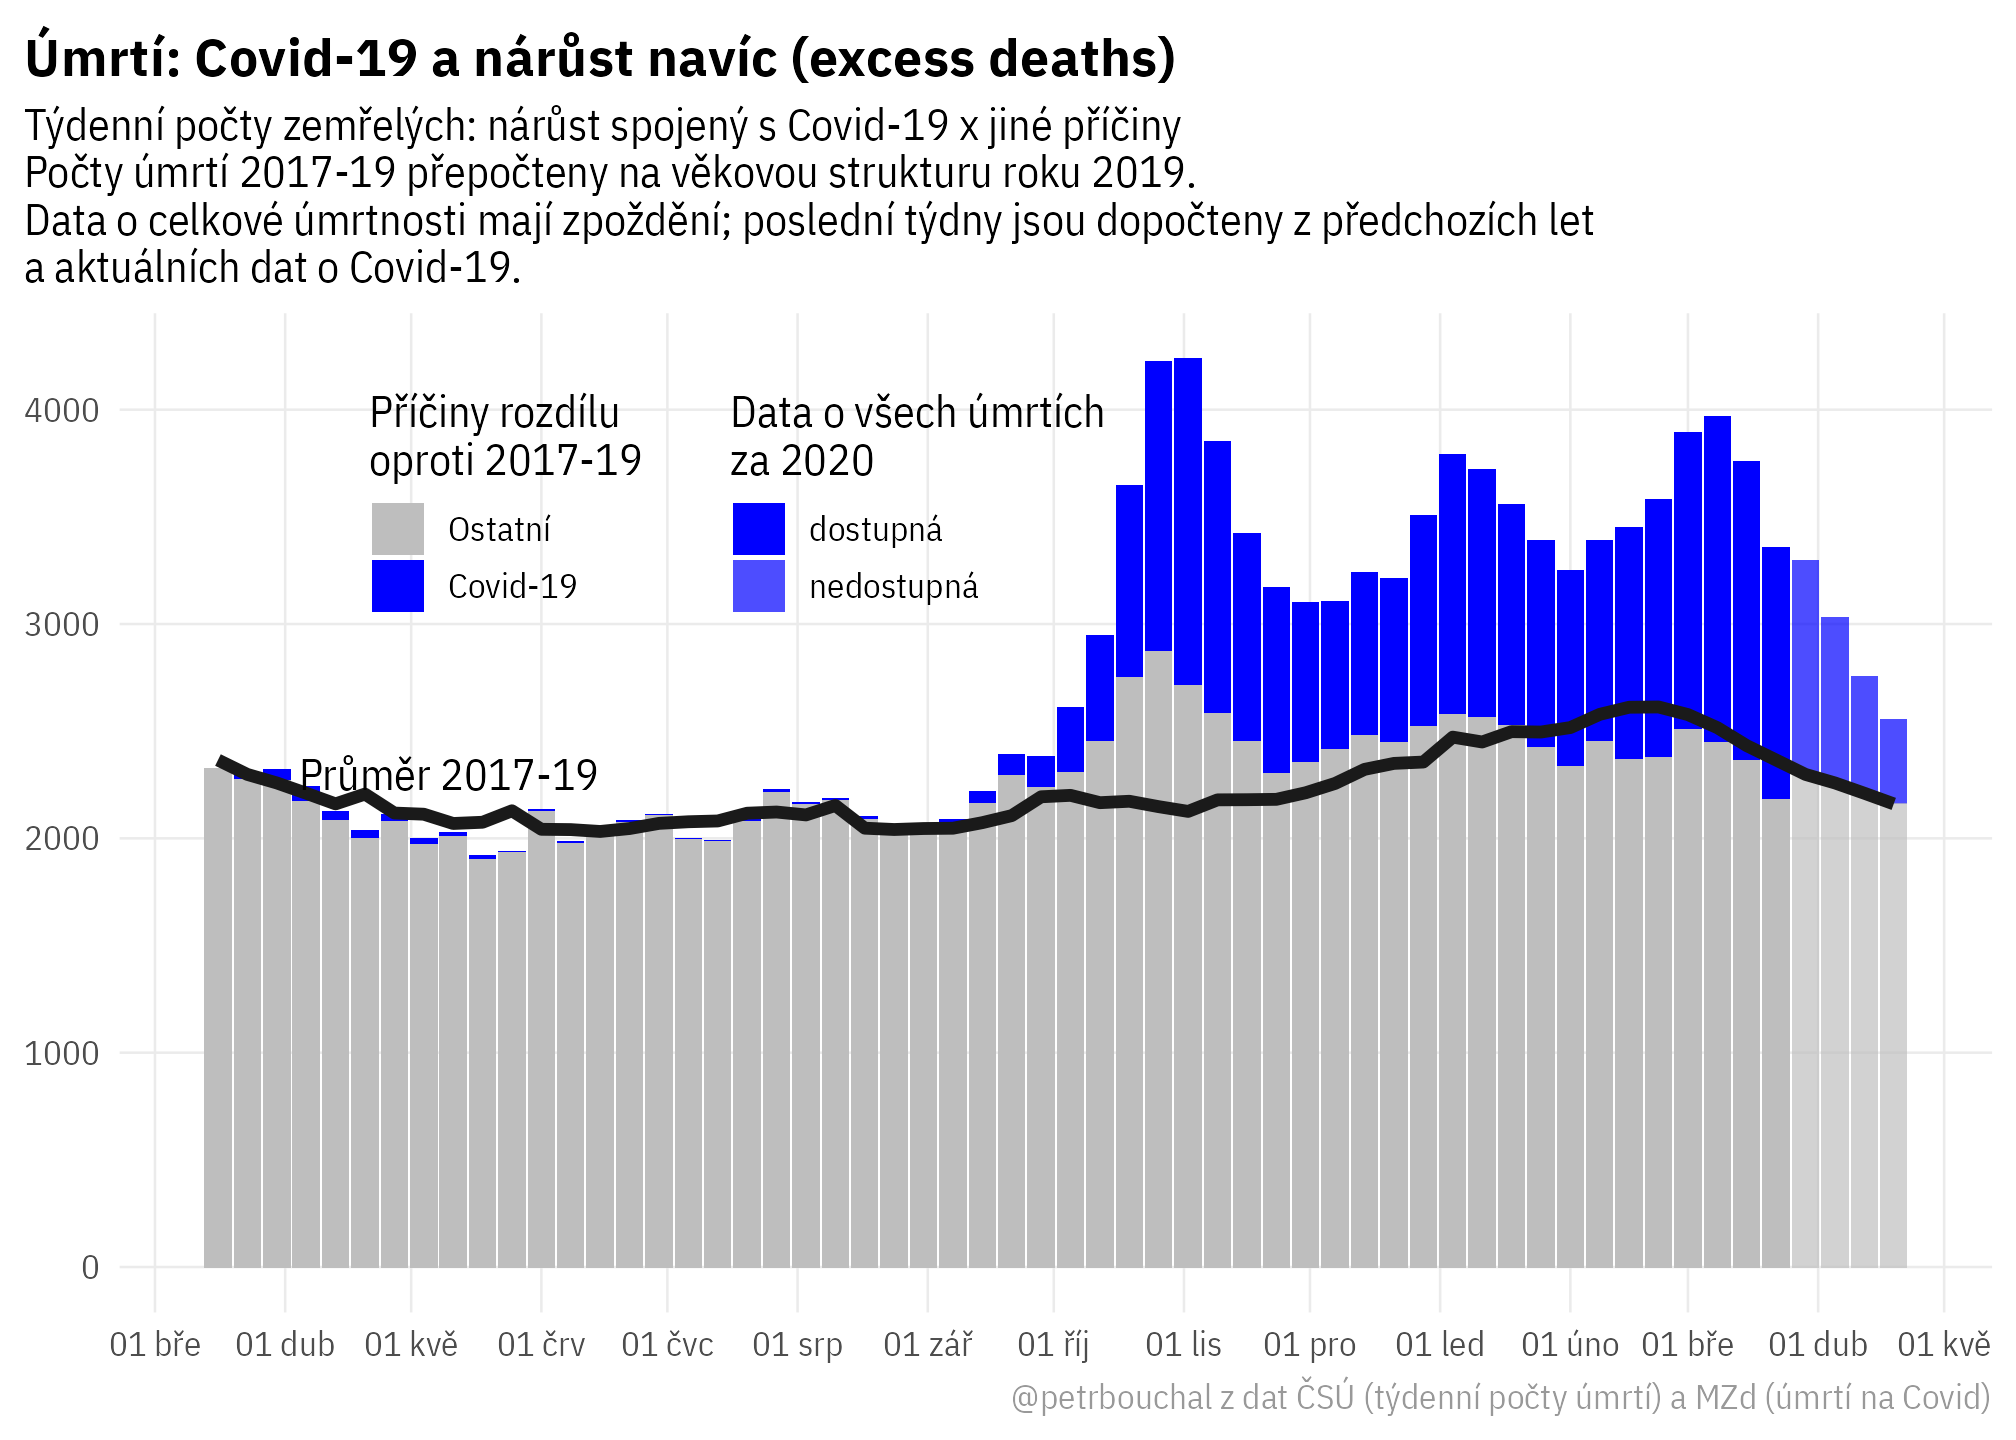 Úmrtí: Covid-19 a nárůst navíc (excess deaths)
Týdenní počty zemřelých: nárůst spojený s Covid-19 x jiné příčiny
Počty úmrtí 2017-19 přepočteny na věkovou strukturu roku 2019.
Data o celkové úmrtnosti mají zpoždění; poslední týdny jsou dopočteny z předchozích let
a aktuálních dat o Covid-19.
Příčiny rozdílu
oproti 2017-19
Ostatní
Covid-19
Data o všech úmrtích
za 2020
dostupná
nedostupná
4000
3000
2000
1000
0
Průměr 2017-19
01 bře 01 dub 01 kvě 01 črv 01 čvc 01 srp 01 zář 01 říj 01 lis 01 pro 01 led 01 úno 01 bře 01 dub 01 kvě
@petrbouchal z dat ČSÚ (týdenní počty úmrtí) a MZd (úmrtí na Covid)